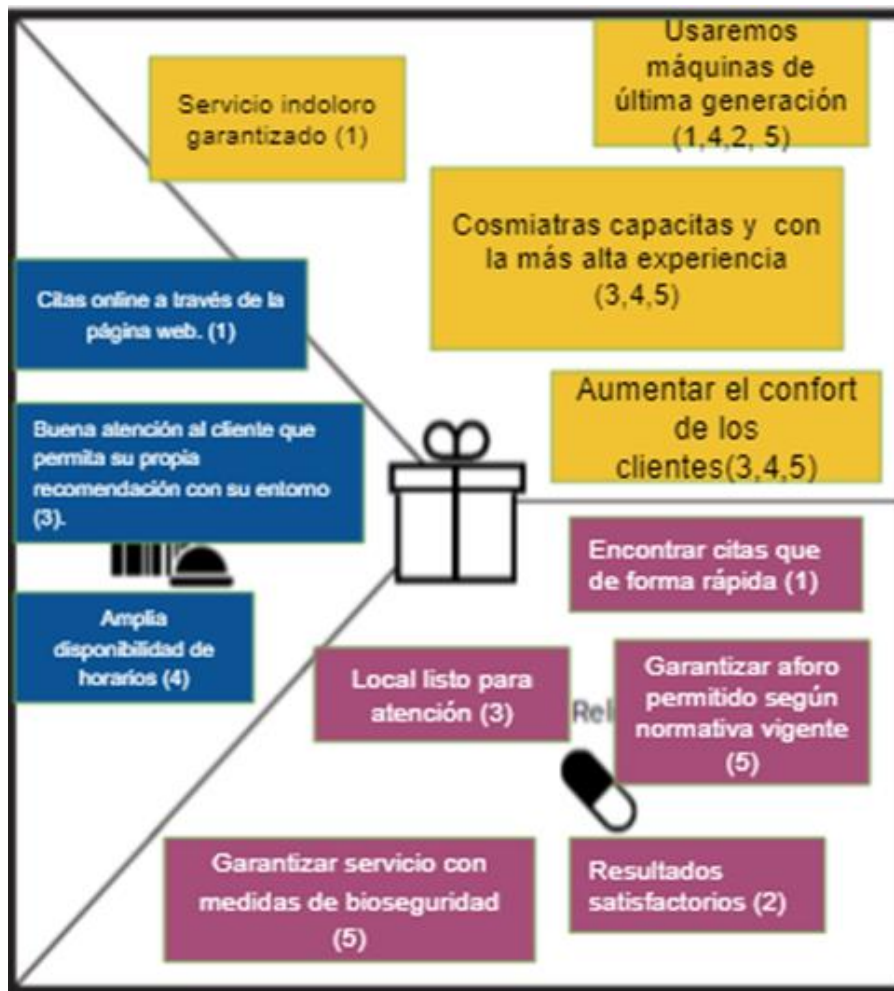 Usaremos
máquinas de
última generación
(1,4,2, 5)
Servicio indoloro
garantizado (1)
Cosmiatras capacitas y con
la más alta experiencia
(3,4,5)
Citas online a través de la
página web. (1)
Aumentar el confort
de los
clientes(3,4,5)
Buena atención al cliente que
permita su propia
recomendación con su entorno
(3).
Encontrar citas que
de forma rápida (1)
Amplia
disponibilidad de
horarios (4)
Local listo para
atención (3)
Garantizar aforo
permitido según
normativa vigente
(5)
Garantizar servicio con
medidas de bioseguridad
(5)
Resultados
satisfactorios (2)